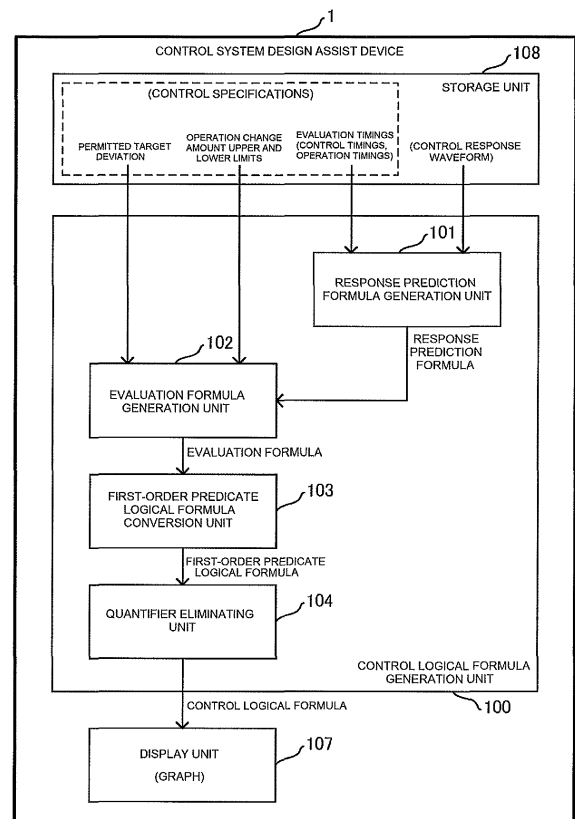 1
CONTROL SYSTEM DESIGN ASSIST DEVICE
108
(CONTROL SPECIFICATIONS)
STORAGE UNIT
PERMITTED TARGET
DEVIATION
OPERATION CHANGE
AMOUNT UPPER AND
LOWER LIMITS
EVALUATION TIMINGS
(CONTROL TIMINGS,
OPERATION TIMINGS)
(CONTROL RESPONSE
WAVEFORM)
101
RESPONSE PREDICTION
FORMULA GENERATION UNIT
RESPONSE
PREDICTION
FORMULA
102
EVALUATION FORMULA
GENERATION UNIT
EVALUATION FORMULA
103
FIRST-ORDER PREDICATE
LOGICAL FORMULA
CONVERSION UNIT
FIRST-ORDER PREDICATE
LOGICAL FORMULA
104
QUANTIFIER ELIMINATING
UNIT
CONTROL LOGICAL FORMULA
GENERATION UNIT
100
CONTROL LOGICAL FORMULA
107
DISPLAY UNIT
(GRAPH)